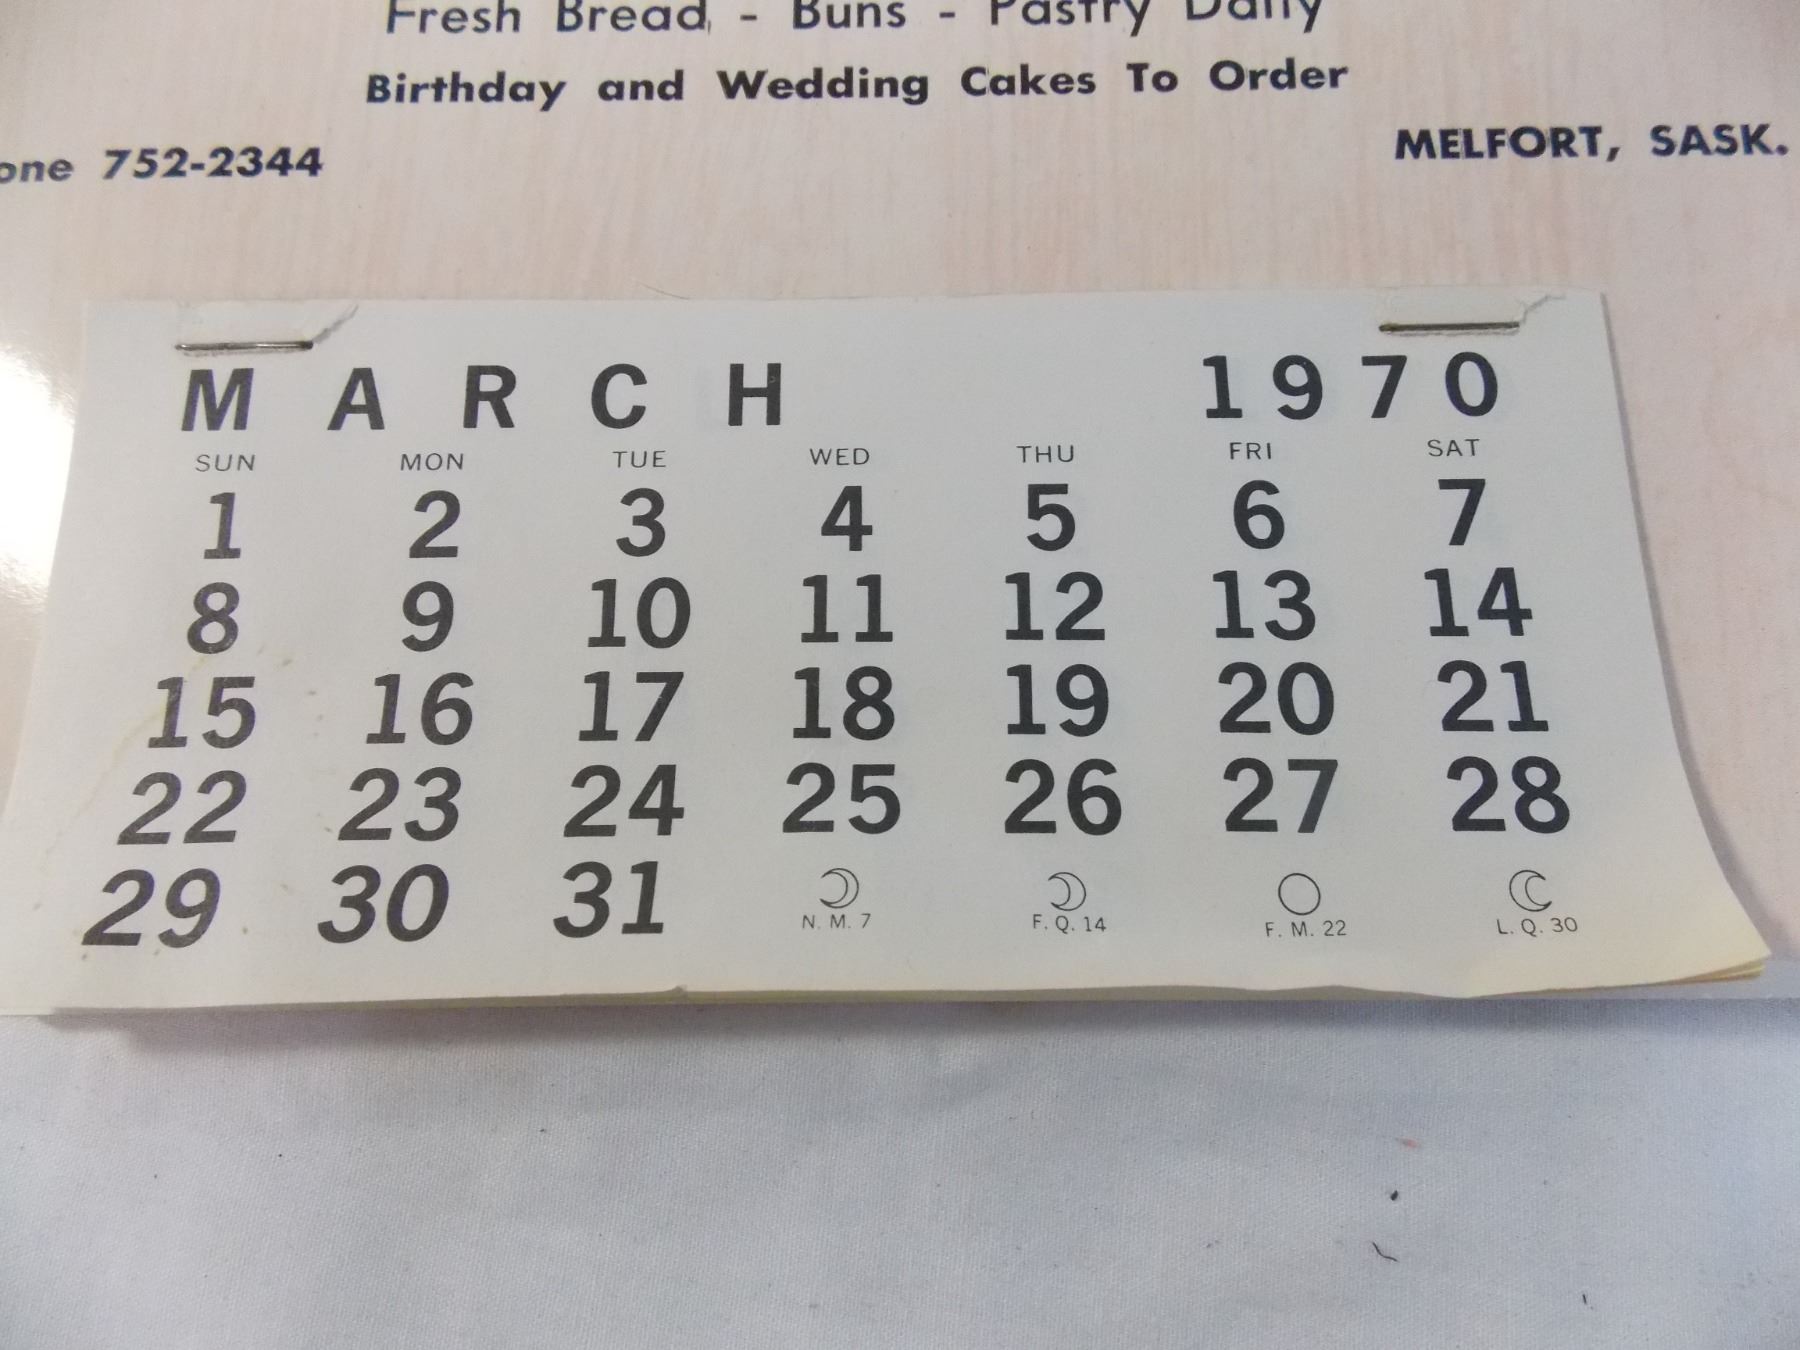 Fresh Bread - Buns - Pastry Daily
Birthday and Wedding Cakes To Order
one 752-2344 MELFORT, SASK.
MARCH 1970
SUN MON TUE WED THU FRI SAT
1 2 3 4 5 6 7
8 9 10 11 12 13 14
15 16 17 18 19 20 21
22 23 24 25 26 27 28
29 30 31
N. M. 7 F. Q. 14 F. M. 22 L. Q. 30